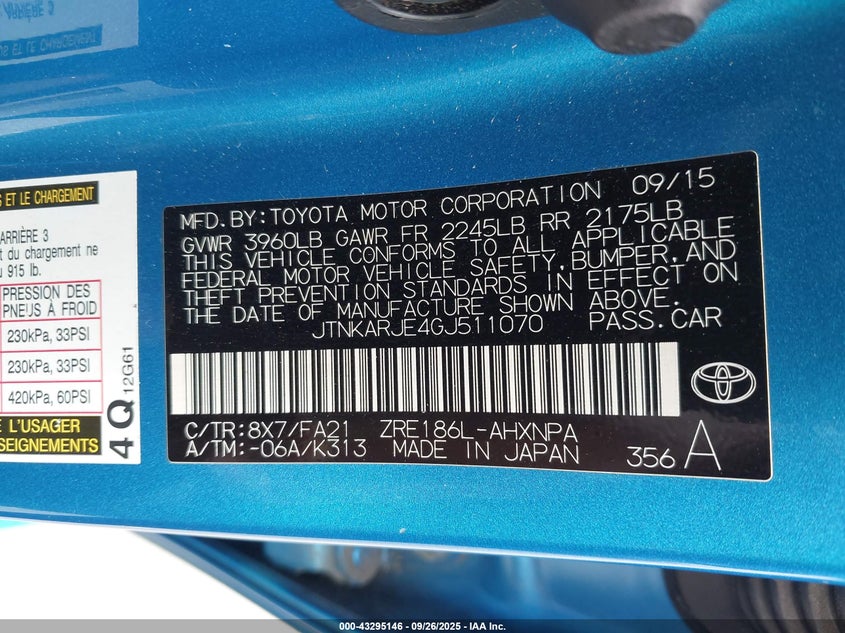 ARRIÈRE 3
S ET LE CHARGEMENT
ARRIÈRE 3
t du chargement ne
u 915 lb.
PRESSION DES
PNEUS À FROID
230kPa, 33PSI
230kPa, 33PSI
420kPa, 60PSI
E L'USAGER
SEIGNEMENTS
4Q 12G61
MFD.BY:TOYOTA MOTOR CORPORATION 09/15
GVWR 3960LB GAWR FR 2245LB RR 2175LB
THIS VEHICLE CONFORMS TO ALL APPLICABLE
FEDERAL MOTOR VEHICLE SAFETY,BUMPER,AND
THEFT PREVENTION STANDARDS IN EFFECT ON
THE DATE OF MANUFACTURE SHOWN ABOVE.
JTNKARJE4GJ511070 PASS.CAR
C/TR:8X7/FA21 ZRE186L-AHXNPA
A/TM:-06A/K313 MADE IN JAPAN 356 A
000-43295146 - 09/26/2025 - IAA, Inc.